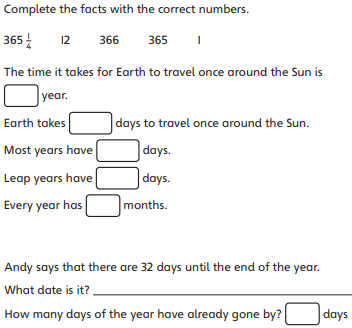 Complete the facts with the correct numbers.
365 1/4 12 366 365 1
The time it takes for Earth to travel once around the Sun is
year.
Earth takes days to travel once around the Sun.
Most years have days.
Leap years have days.
Every year has months.
Andy says that there are 32 days until the end of the year.
What date is it?
How many days of the year have already gone by? days